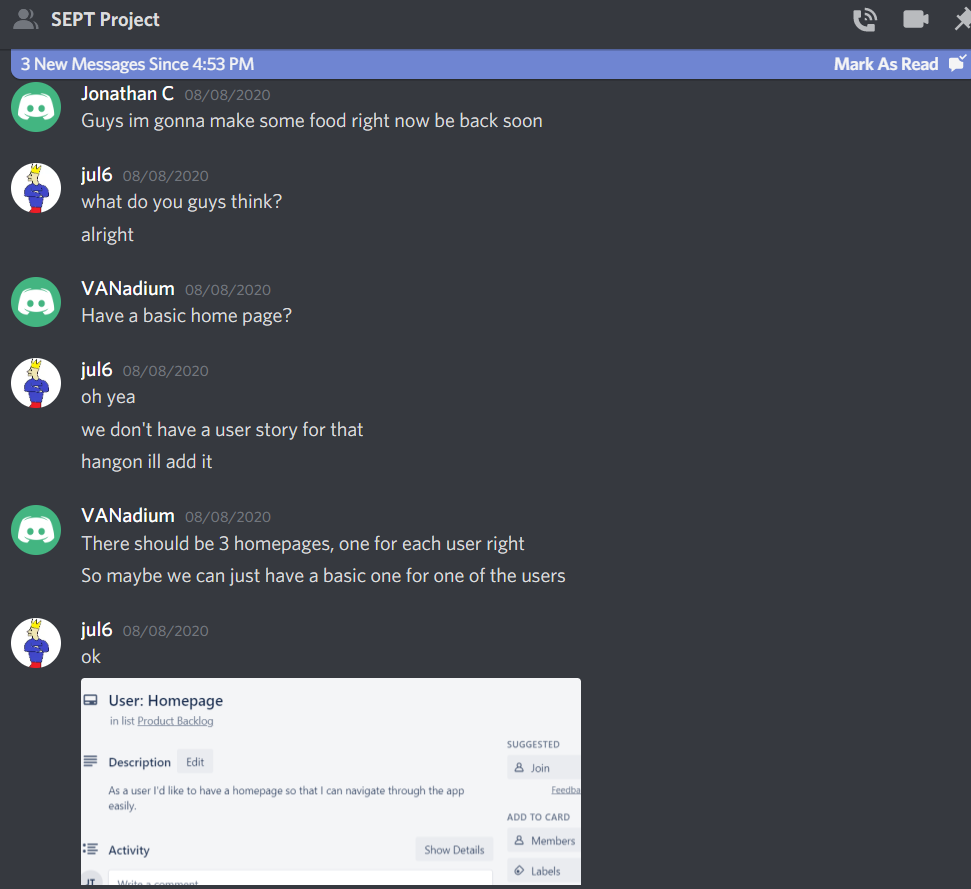 SEPT Project
3 New Messages Since 4:53 PM
Mark As Read
Jonathan C 08/08/2020
Guys im gonna make some food right now be back soon
jul6 08/08/2020
what do you guys think?
alright
VANadium 08/08/2020
Have a basic home page?
jul6 08/08/2020
oh yea
we don't have a user story for that
hangon ill add it
VANadium 08/08/2020
There should be 3 homepages, one for each user right
So maybe we can just have a basic one for one of the users
jul6 08/08/2020
ok
User: Homepage
in list Product Backlog
SUGGESTED
Description Edit
Join
As a user I'd like to have a homepage so that I can navigate through the app
easily.
Feedba
ADD TO CARD
Members
Activity
Show Details
Labels
JT
Write a comment